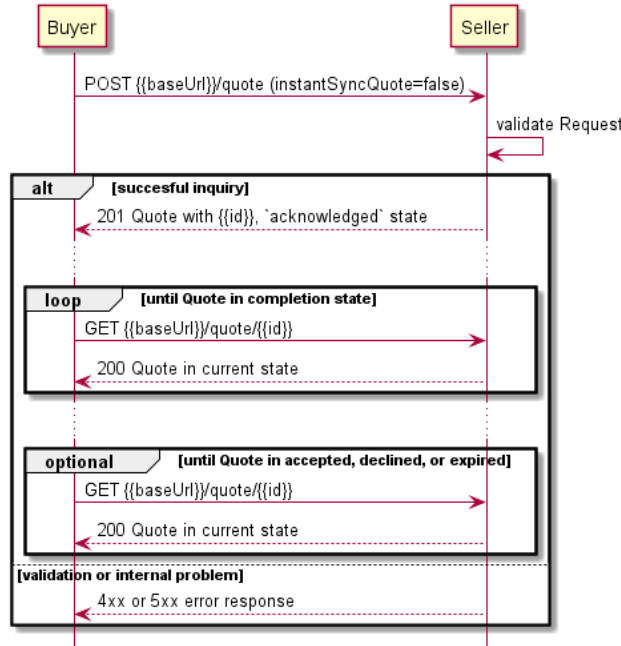 Buyer
Seller
POST {{baseUrl}}/quote (instantSyncQuote=false)
validate Request
alt
[succesful inquiry]
201 Quote with {{id}}, `acknowledged` state
loop
[until Quote in completion state]
GET {{baseUrl}}/quote/{{id}}
200 Quote in current state
optional
[until Quote in accepted, declined, or expired]
GET {{baseUrl}}/quote/{{id}}
200 Quote in current state
[validation or internal problem]
4xx or 5xx error response